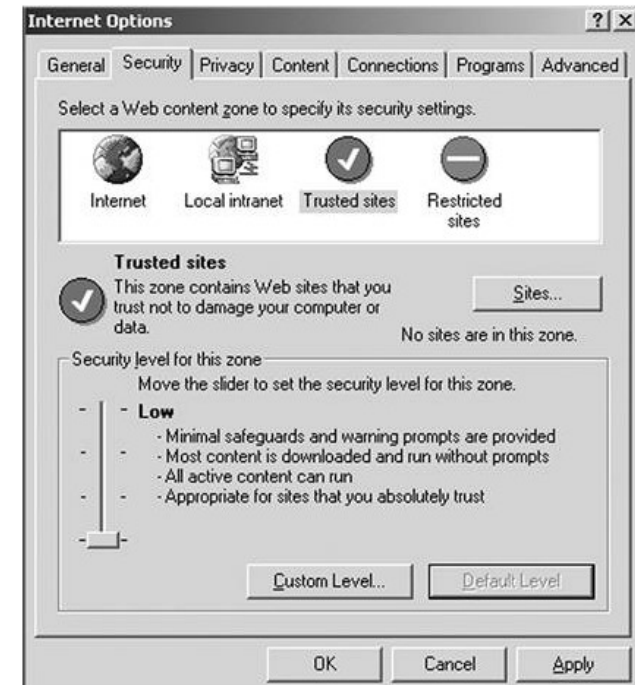 Internet Options
General Security Privacy Content Connections Programs Advanced
Select a Web content zone to specify its security settings.
Internet Local intranet Trusted sites Restricted
sites
Trusted sites
This zone contains Web sites that you
trust not to damage your computer or
data.
Sites...
No sites are in this zone.
Security level for this zone
Move the slider to set the security level for this zone.
Low
- Minimal safeguards and warning prompts are provided
- Most content is downloaded and run without prompts
- All active content can run
- Appropriate for sites that you absolutely trust
Custom Level... Default Level
OK Cancel Apply